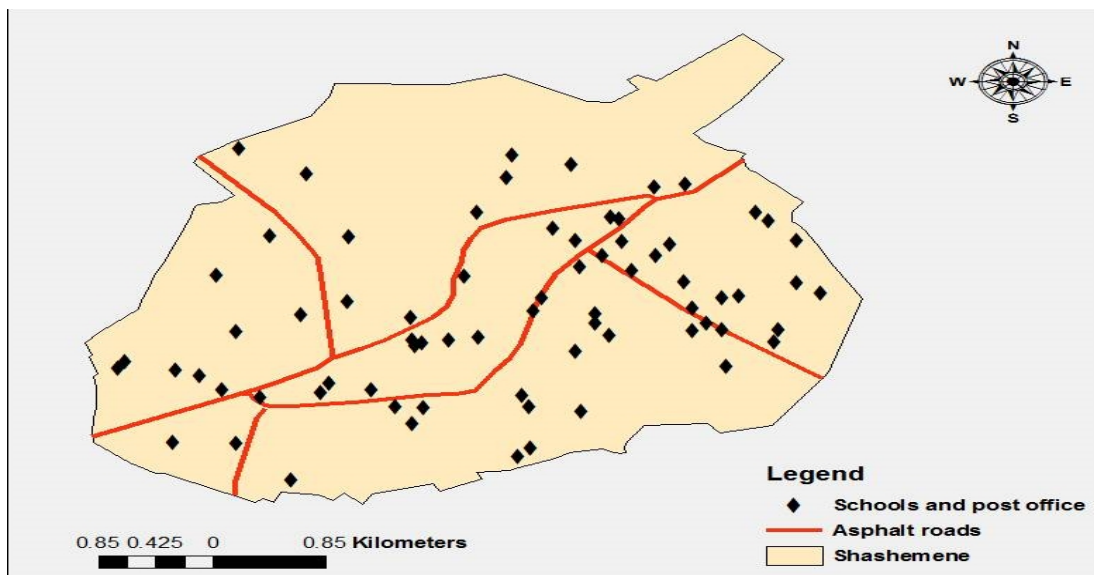 N
W E
S
Legend
Schools and post office
Asphalt roads
Shashemene
0.85 0.425 0 0.85 Kilometers